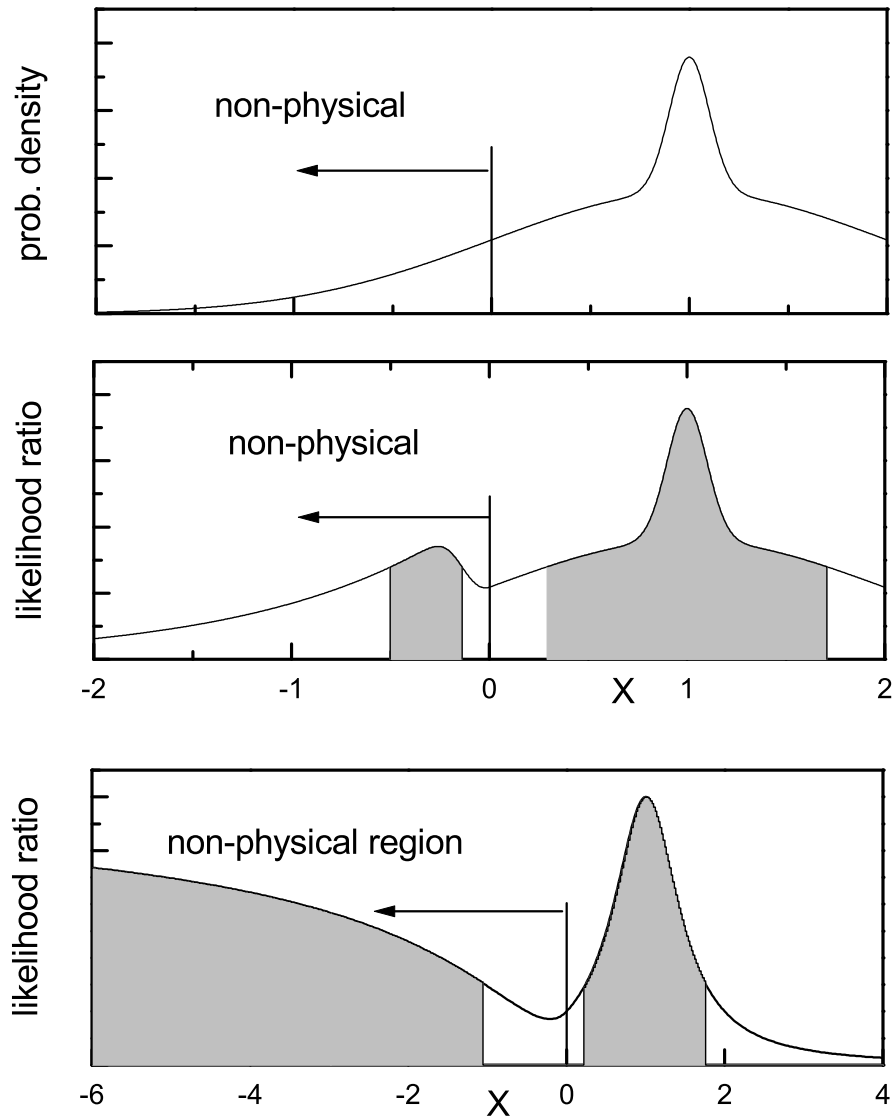 prob. density
non-physical
likelihood ratio
non-physical
-2 -1 0 1 2
X
likelihood ratio
non-physical region
-6 -4 -2 0 2 4
X